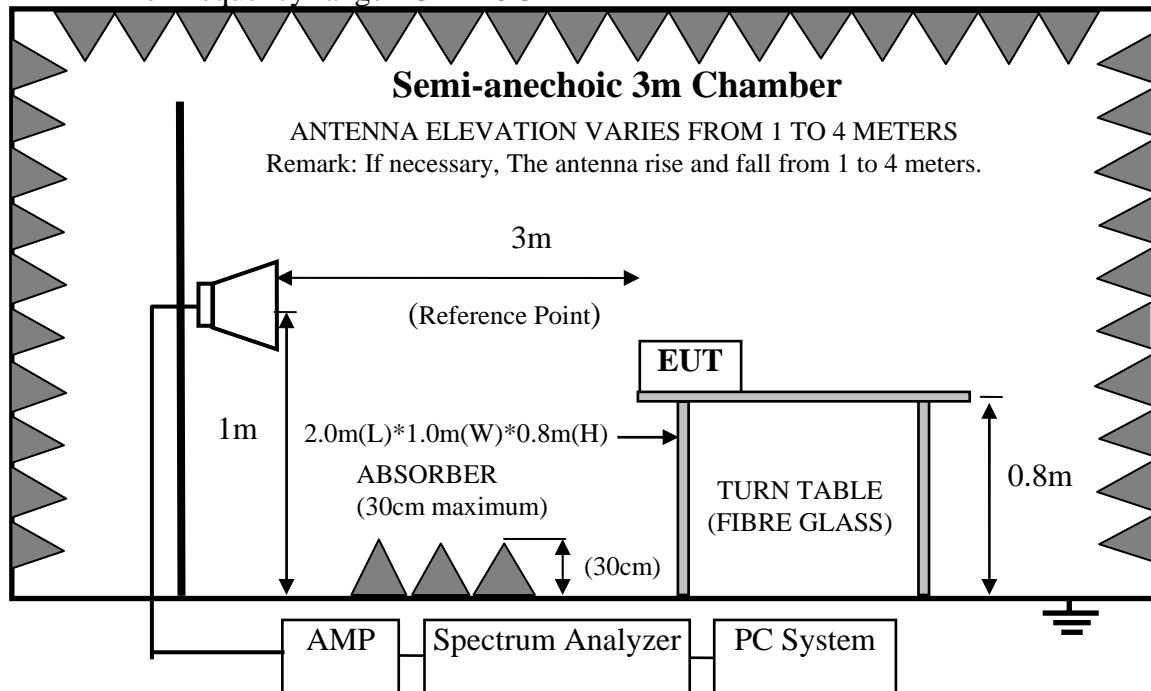 Semi-anechoic 3m Chamber
ANTENNA ELEVATION VARIES FROM 1 TO 4 METERS
Remark: If necessary, The antenna rise and fall from 1 to 4 meters.
3m
(Reference Point)
EUT
1m
2.0m(L)*1.0m(W)*0.8m(H)
ABSORBER
(30cm maximum)
TURN TABLE
(FIBRE GLASS)
0.8m
(30cm)
AMP
Spectrum Analyzer
PC System